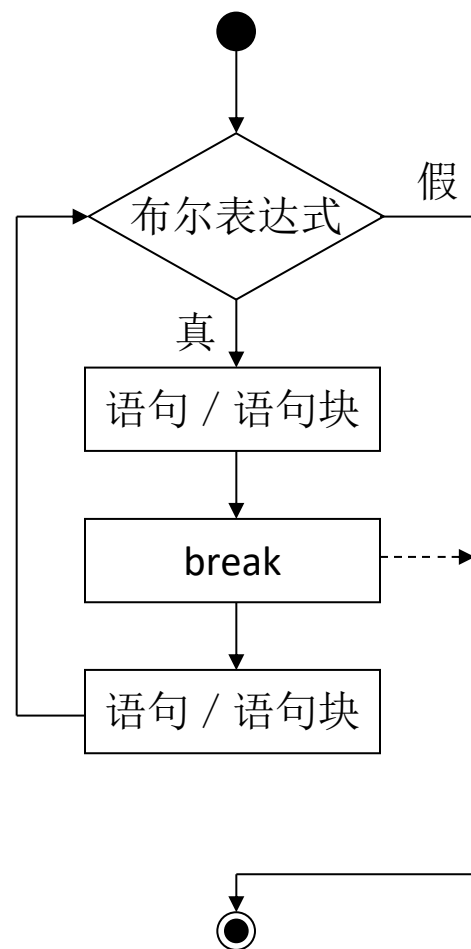 布尔表达式
假
真
语句 / 语句块
break
语句 / 语句块